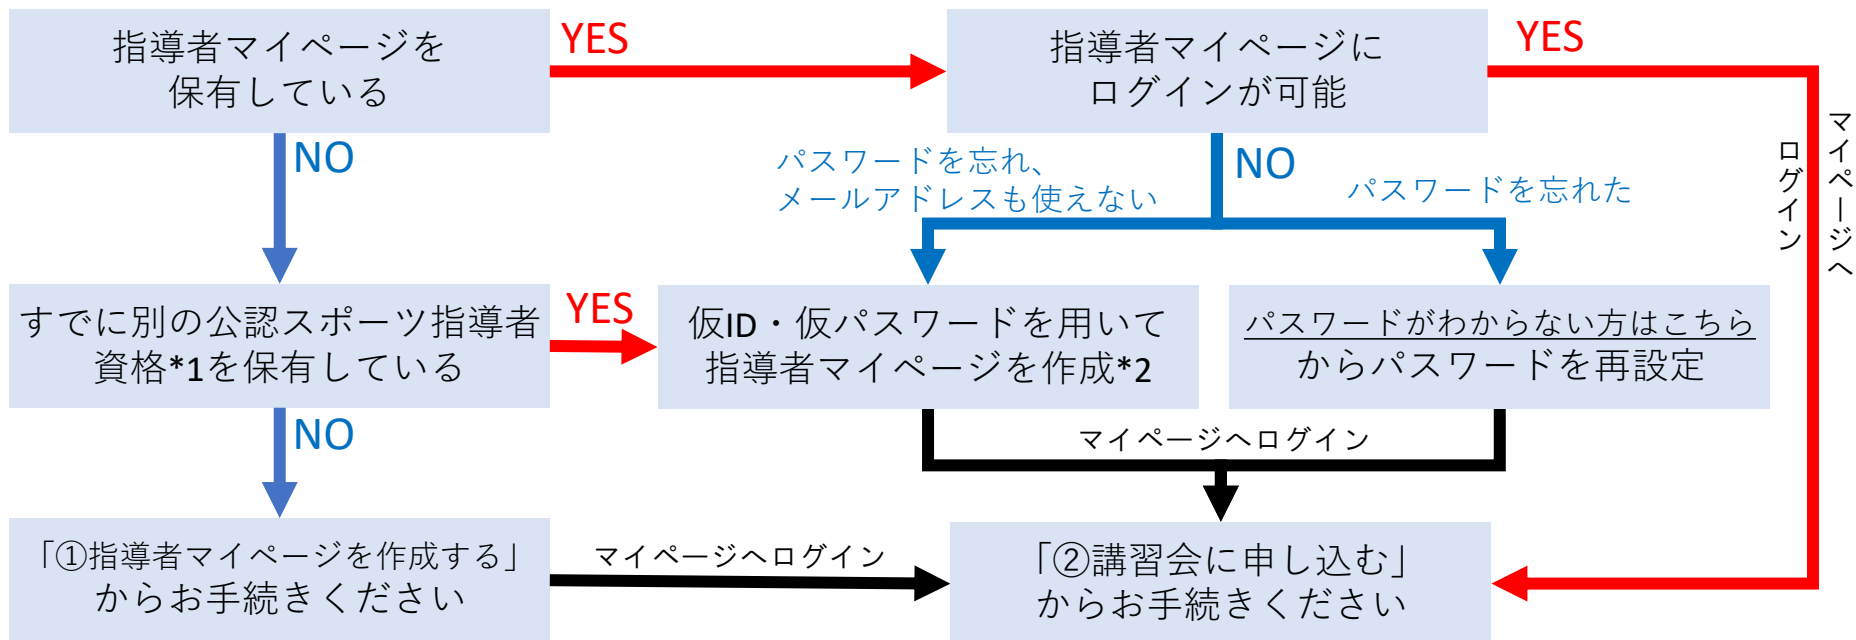 指導者マイページを
保有している
YES
指導者マイページに
ログインが可能
YES
NO
パスワードを忘れ、
メールアドレスも使えない
NO
パスワードを忘れた
マイページへ
ログイン
すでに別の公認スポーツ指導者
資格*1を保有している
YES
仮ID・仮パスワードを用いて
指導者マイページを作成*2
パスワードがわからない方はこちら
からパスワードを再設定
NO
マイページへログイン
「①指導者マイページを作成する」
からお手続きください
マイページへログイン
「②講習会に申し込む」
からお手続きください